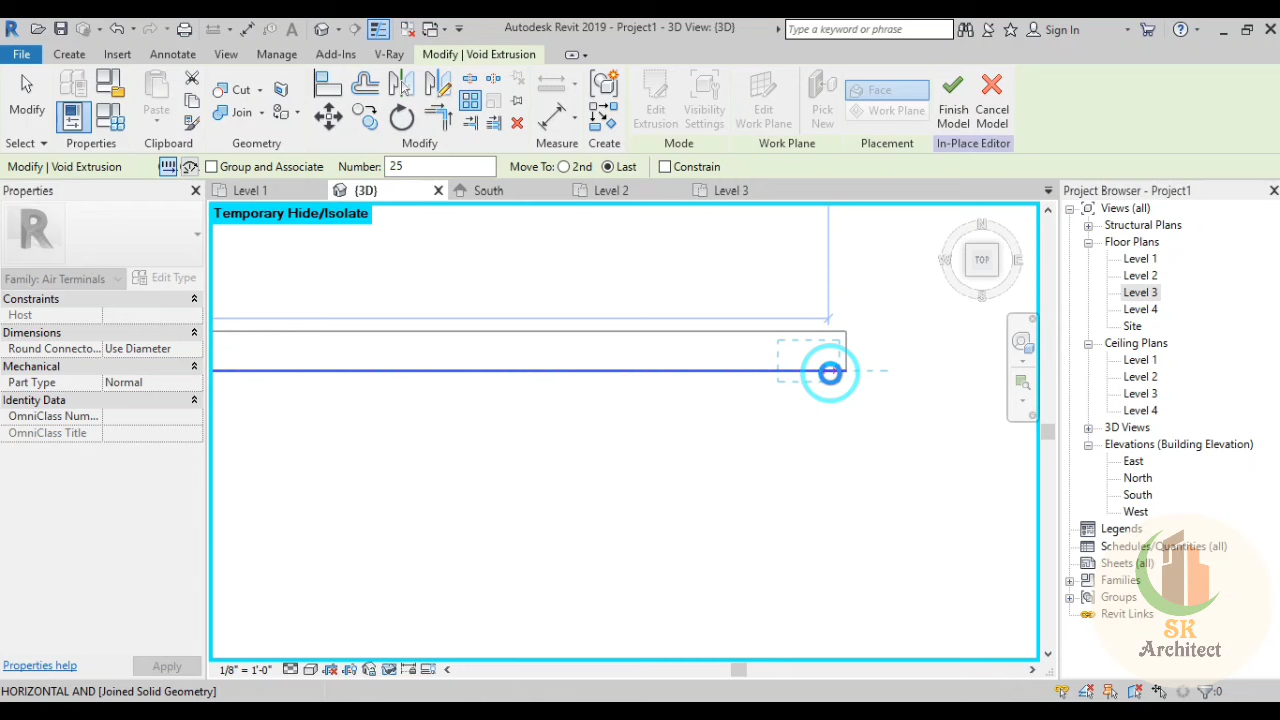 Autodesk Revit 2019 - Project1 - 3D View: {3D}
Type a keyword or phrase
Sign In
File Create Insert Annotate View Manage Add-Ins V-Ray Modify | Void Extrusion
Modify Paste Cut Join Edit Extrusion Visibility Settings Edit Work Plane Pick New Face Work Plane Finish Model Cancel Model
Select Properties Clipboard Geometry Modify Measure Create Mode Work Plane Placement In-Place Editor
Modify | Void Extrusion Group and Associate Number: 25 Move To: 2nd Last Constrain
Properties
Level 1 {3D} South Level 2 Level 3
Project Browser - Project1
Temporary Hide/Isolate
R
Family: Air Terminals Edit Type
Constraints
Host
Dimensions
Round Connecto... Use Diameter
Mechanical
Part Type Normal
Identity Data
OmniClass Num...
OmniClass Title
Properties help Apply
N
E
S
TOP
Views (all)
Structural Plans
Floor Plans
Level 1
Level 2
Level 3
Level 4
Site
Ceiling Plans
Level 1
Level 2
Level 3
Level 4
3D Views
Elevations (Building Elevation)
East
North
South
West
Legends
Schedules/Quantities (all)
Sheets (all)
Families
Groups
Revit Links
SK
Architect
1/8" = 1'-0"
HORIZONTAL AND [Joined Solid Geometry]
:0